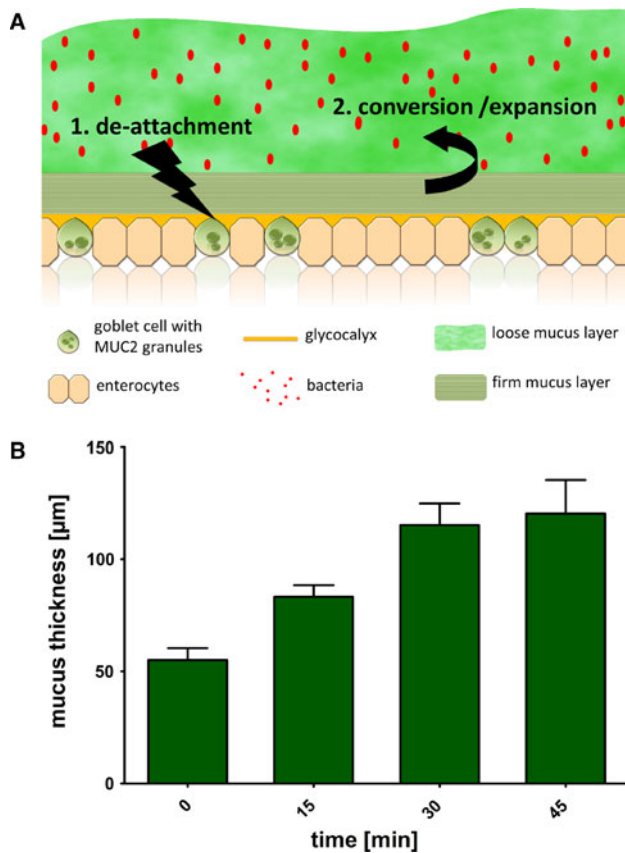 A
1. de-attachment
2. conversion /expansion
goblet cell with
MUC2 granules
glycocalyx
loose mucus layer
enterocytes
bacteria
firm mucus layer
B
mucus thickness [µm]
150
100
50
0
0
15
30
45
time [min]